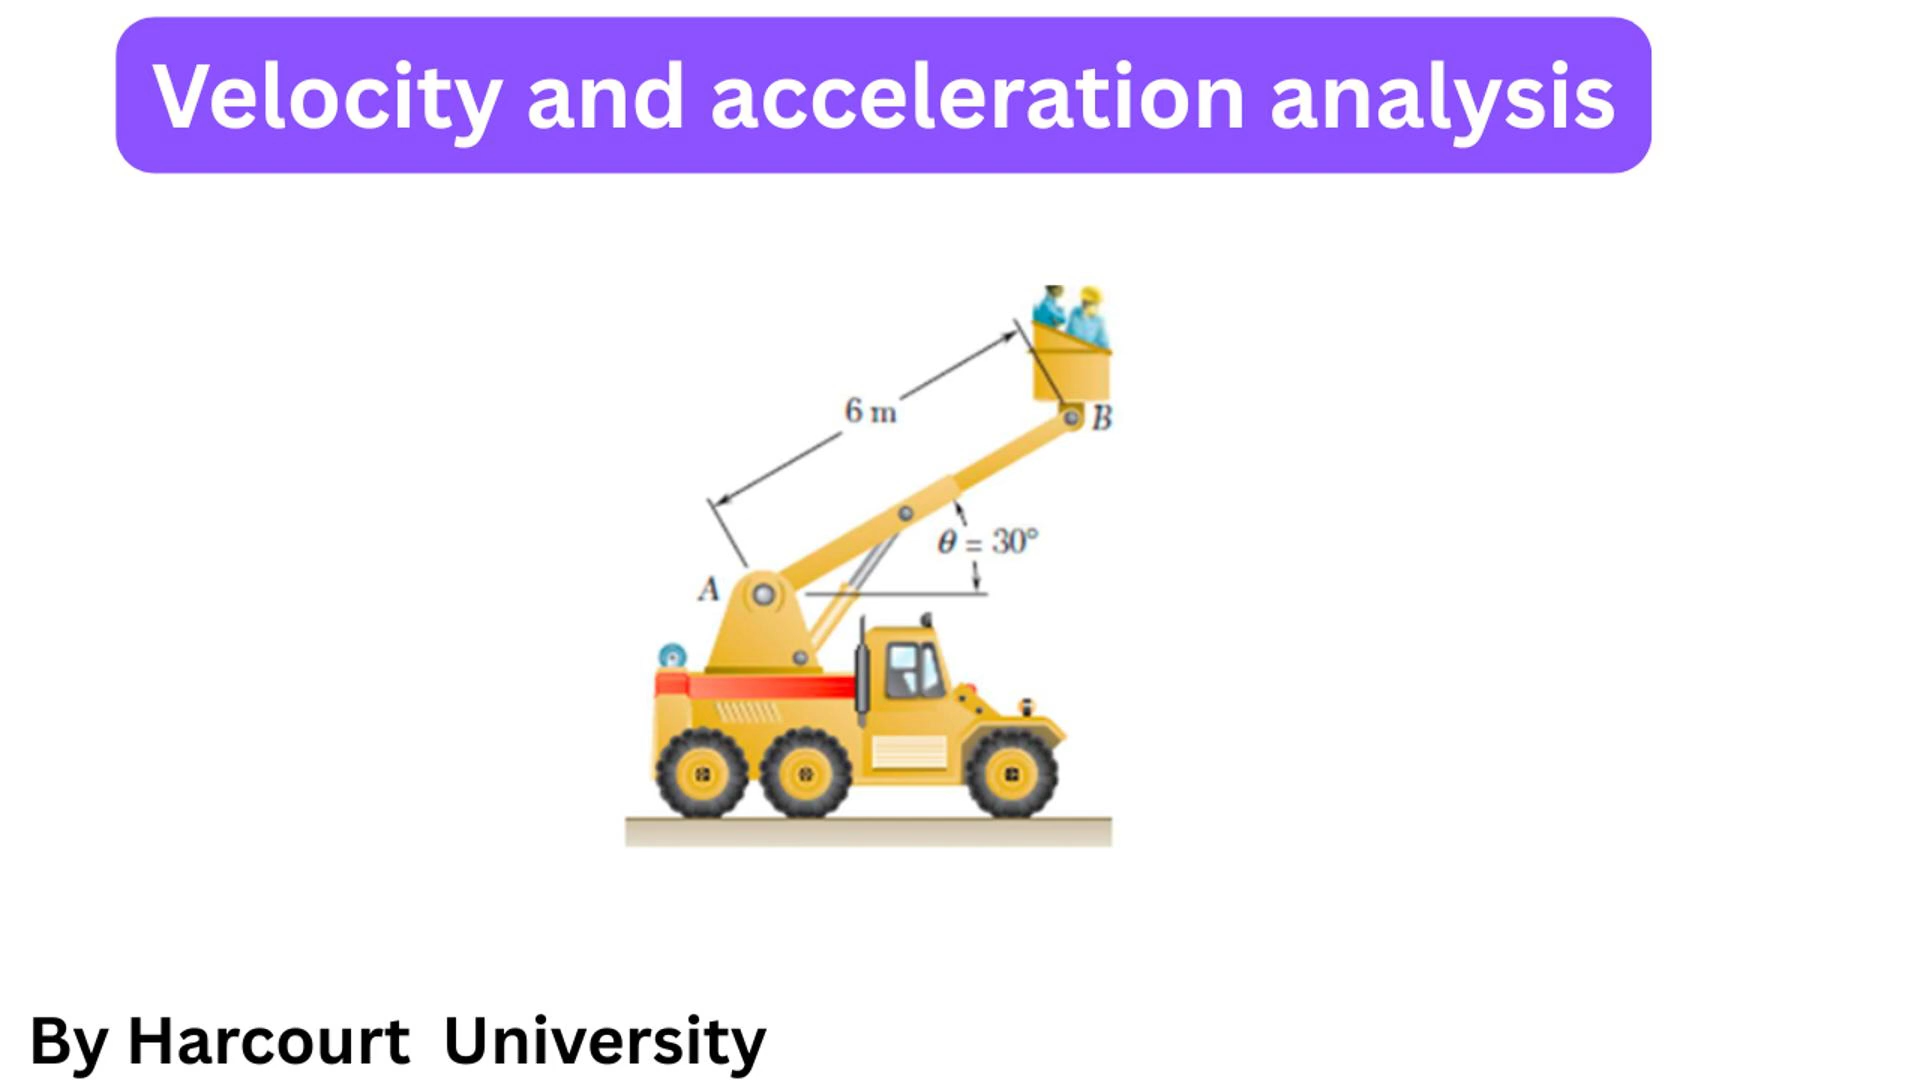 Velocity and acceleration analysis
6 m
B
θ = 30°
A
By Harcourt University